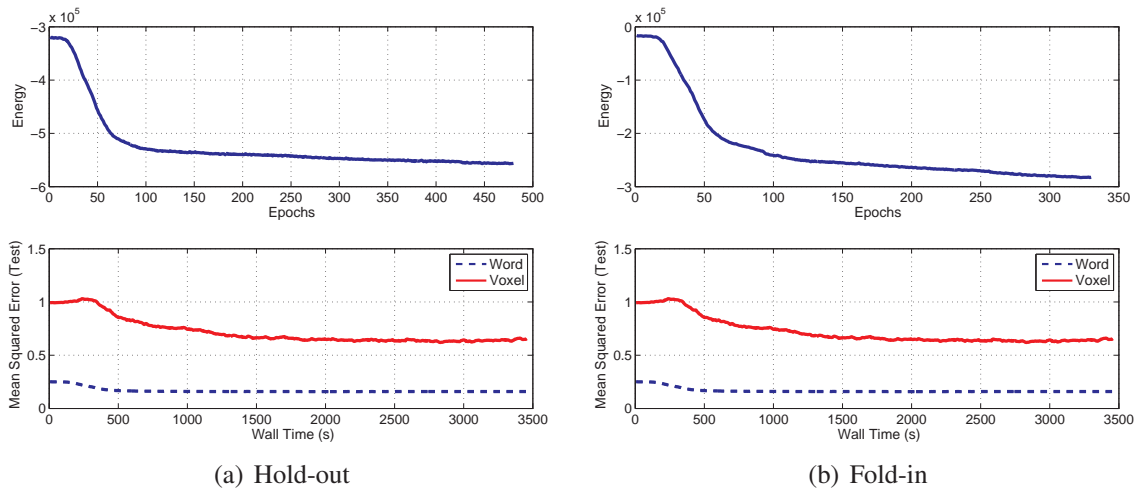 x 10⁵
−3
−4
−5
−6
Energy
0 50 100 150 200 250 300 350 400 450 500
Epochs
x 10⁵
0
−1
−2
−3
Energy
0 50 100 150 200 250 300 350
Epochs
1.5
1
0.5
0
Mean Squared Error (Test)
Word
Voxel
0 500 1000 1500 2000 2500 3000 3500
Wall Time (s)
1.5
1
0.5
0
Mean Squared Error (Test)
Word
Voxel
0 500 1000 1500 2000 2500 3000 3500
Wall Time (s)
(a) Hold-out
(b) Fold-in